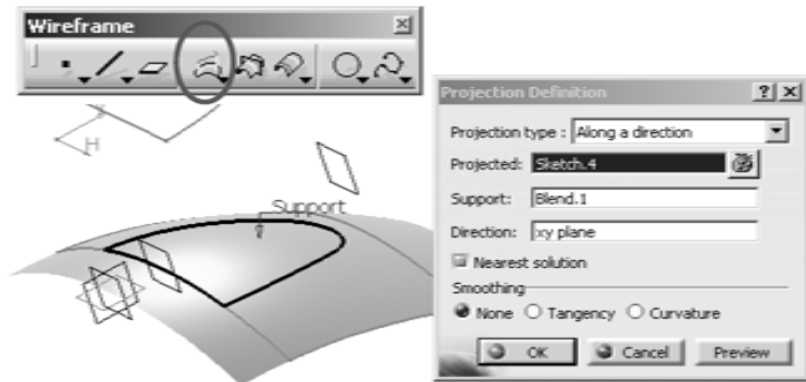 Wireframe
H
Support
Projection Definition
Projection type : Along a direction
Projected: Sketch.4
Support: Blend.1
Direction: xy plane
Nearest solution
Smoothing
None Tangency Curvature
OK Cancel Preview